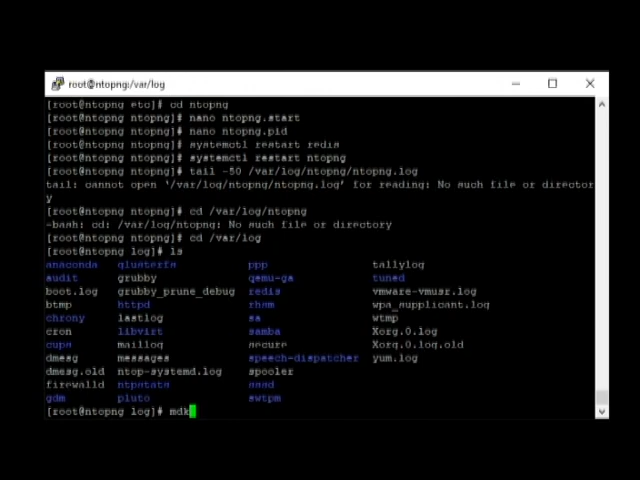 root@ntopng:/var/log
[root@ntopng etc]# cd ntopng
[root@ntopng ntopng]# nano ntopng.start
[root@ntopng ntopng]# nano ntopng.pid
[root@ntopng ntopng]# systemctl restart redis
[root@ntopng ntopng]# systemctl restart ntopng
[root@ntopng ntopng]# tail -50 /var/log/ntopng/ntopng.log
tail: cannot open '/var/log/ntopng/ntopng.log' for reading: No such file or director
y
[root@ntopng ntopng]# cd /var/log/ntopng
-bash: cd: /var/log/ntopng: No such file or directory
[root@ntopng ntopng]# cd /var/log
[root@ntopng log]# ls
anaconda glusterfs ppp tallylog
audit grubby qemu-ga tuned
boot.log grubby_prune_debug redis vmware-vmusr.log
btmp httpd rhsm wpa_supplicant.log
chrony lastlog sa wtmp
cron libvirt samba Xorg.0.log
cups maillog secure Xorg.0.log.old
dmesg messages speech-dispatcher yum.log
dmesg.old ntop-systemd.log spooler
firewalld ntpstats sssd
gdm pluto swtpm
[root@ntopng log]# mdk